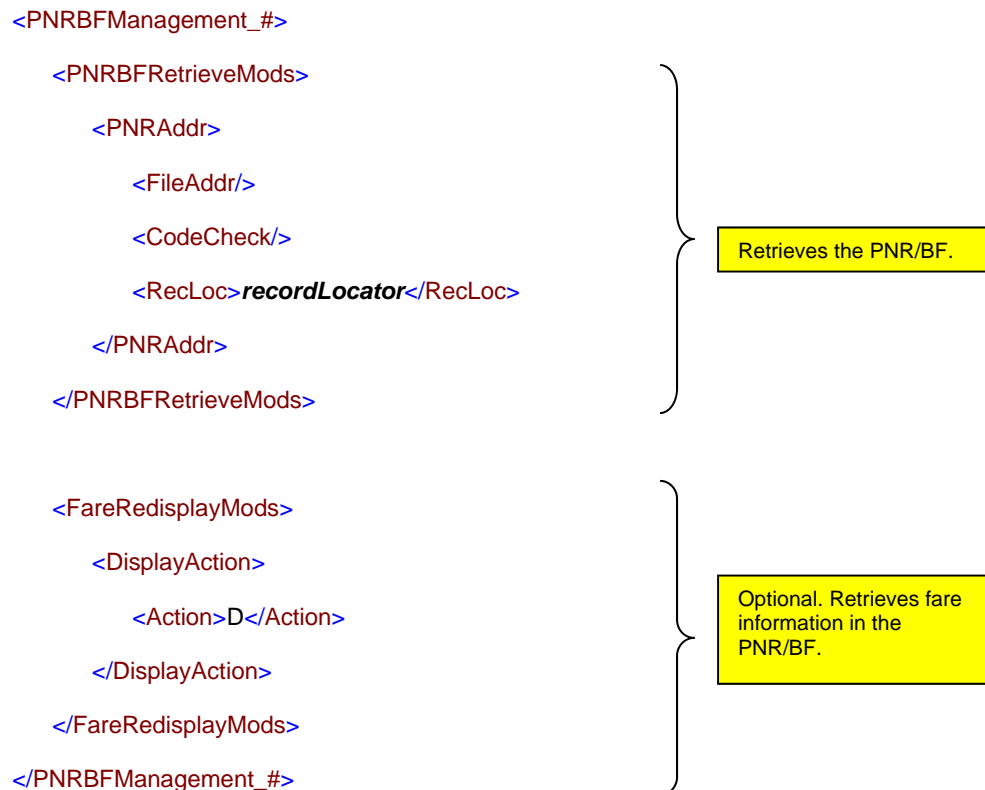 <PNRBFManagement_#>
<PNRBFRetrieveMods>
<PNRAddr>
<FileAddr/>
<CodeCheck/>
<RecLoc>recordLocator</RecLoc>
</PNRAddr>
</PNRBFRetrieveMods>
Retrieves the PNR/BF.
<FareRedisplayMods>
<DisplayAction>
<Action>D</Action>
</DisplayAction>
</FareRedisplayMods>
</PNRBFManagement_#>
Optional. Retrieves fare
information in the
PNR/BF.